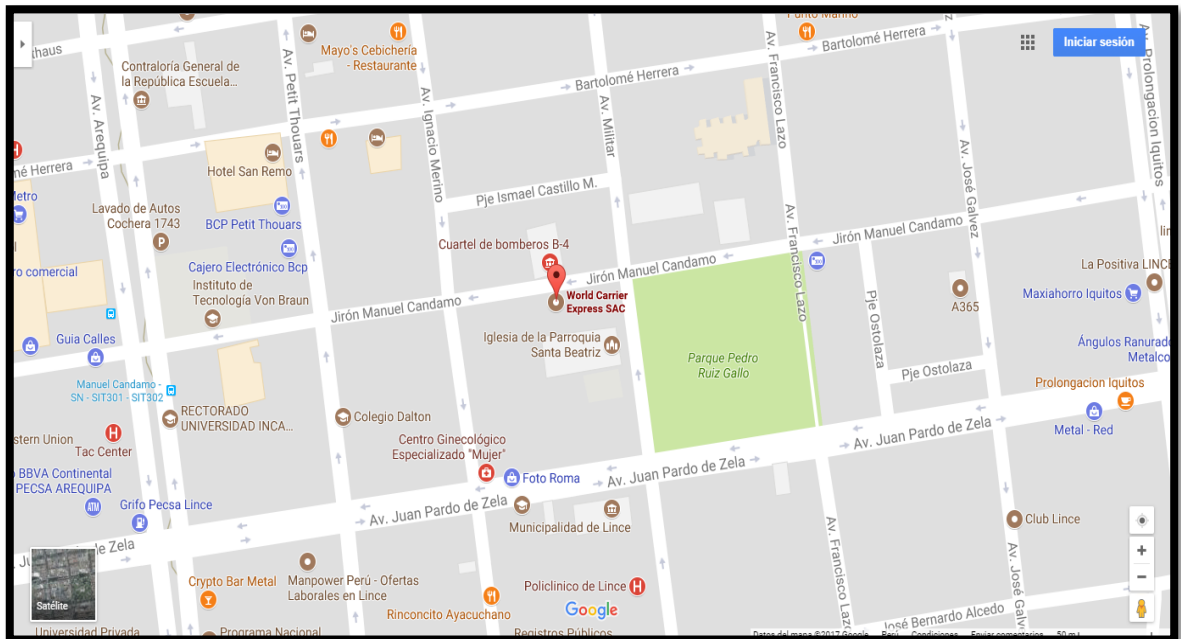 Punto Marino
Bartolomé Herrera
Iniciar sesión
Mayo's Cebichería
- Restaurante
Contraloría General de
la República Escuela...
Av. Arequipa
Av. Petit Thouars
Av. Ignacio Merino
Av. Militar
Av. Francisco Lazo
Av. José Galvez
Av. Prolongacion Iquitos
Bartolomé Herrera
Hotel San Remo
Pje Ismael Castillo M.
Lavado de Autos
Cochera 1743
BCP Petit Thouars
Av. Francisco Lazo
Jirón Manuel Candamo
Cuartel de bomberos B-4
Cajero Electrónico Bcp
Jirón Manuel Candamo
La Positiva LINCE
Instituto de
Tecnología Von Braun
World Carrier
Express SAC
Maxiahorro Iquitos
A365
Jirón Manuel Candamo
Pje Ostolaza
Guia Calles
Iglesia de la Parroquia
Santa Beatriz
Parque Pedro
Ruiz Gallo
Ángulos Ranurado
Metalco
Pje Ostolaza
Manuel Candamo -
SN - SIT301 - SIT302
Prolongacion Iquitos
RECTORADO
UNIVERSIDAD INCA...
Colegio Dalton
Metal - Red
Av. Juan Pardo de Zela
Tac Center
Centro Ginecológico
Especializado "Mujer"
BBVA Continental
PECSA AREQUIPA
Foto Roma
Av. Juan Pardo de Zela
Grifo Pecsa Lince
Av. Juan Pardo de Zela
Municipalidad de Lince
Club Lince
Av. Francisco Lazo
Av. José Galv
de Zela
Crypto Bar Metal
Manpower Perú - Ofertas
Laborales en Lince
Policlinico de Lince
Rinconcito Ayacuchano
Google
Satélite
José Bernardo Alcedo
Universidad Privada
Programa Nacional
Registros Públicos
Datos del mapa ©2017 Google Perú Condiciones Enviar comentarios 50 m